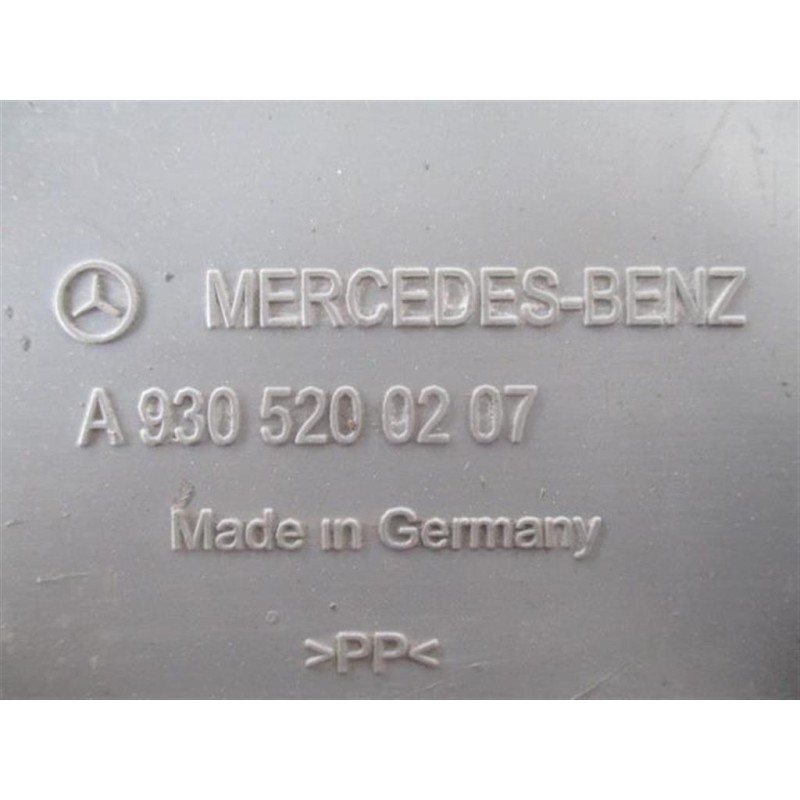 MERCEDES-BENZ
A 930 520 02 07
Made in Germany
>PP<